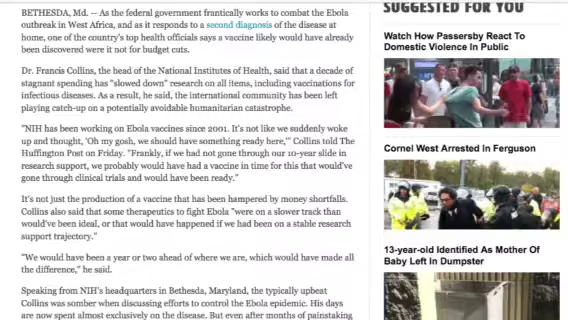 BETHESDA, Md. -- As the federal government frantically works to combat the Ebola
outbreak in West Africa, and as it responds to a second diagnosis of the disease at
home, one of the country's top health officials says a vaccine likely would have already
been discovered were it not for budget cuts.
Dr. Francis Collins, the head of the National Institutes of Health, said that a decade of
stagnant spending has "slowed down" research on all items, including vaccinations for
infectious diseases. As a result, he said, the international community has been left
playing catch-up on a potentially avoidable humanitarian catastrophe.
"NIH has been working on Ebola vaccines since 2001. It's not like we suddenly woke
up and thought, 'Oh my gosh, we should have something ready here,'" Collins told The
Huffington Post on Friday. "Frankly, if we had not gone through our 10-year slide in
research support, we probably would have had a vaccine in time for this that would've
gone through clinical trials and would have been ready."
It's not just the production of a vaccine that has been hampered by money shortfalls.
Collins also said that some therapeutics to fight Ebola "were on a slower track than
would've been ideal, or that would have happened if we had been on a stable research
support trajectory."
"We would have been a year or two ahead of where we are, which would have made all
the difference," he said.
Speaking from NIH's headquarters in Bethesda, Maryland, the typically upbeat
Collins was somber when discussing efforts to control the Ebola epidemic. His days
are now spent almost exclusively on the disease. But even after months of painstaking
SUGGESTED FOR YOU
Watch How Passersby React To
Domestic Violence In Public
Cornel West Arrested In Ferguson
13-year-old Identified As Mother Of
Baby Left In Dumpster